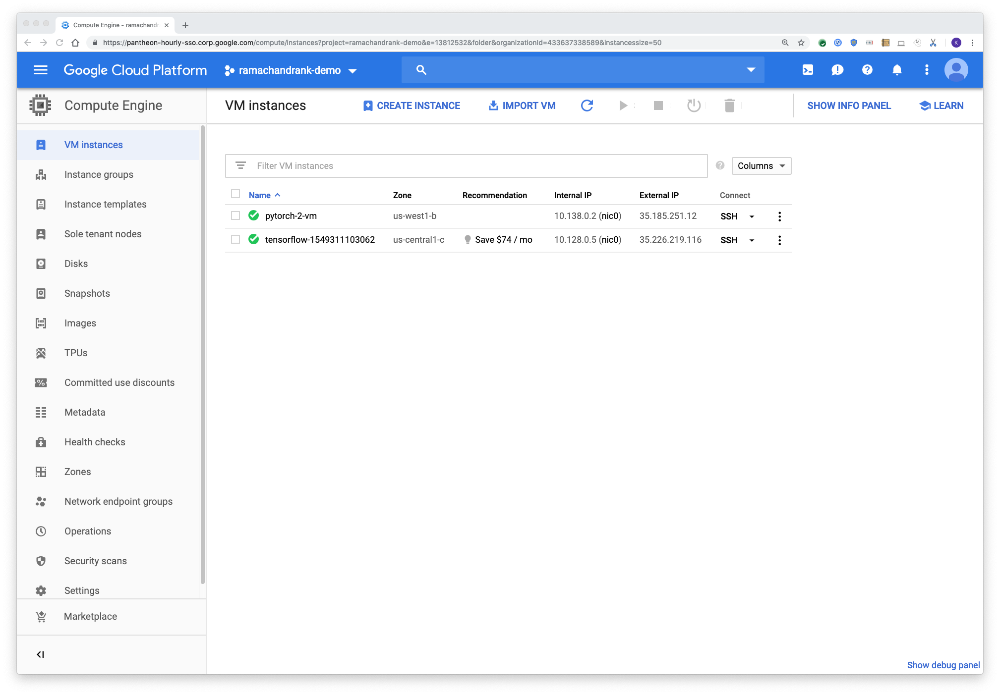 Compute Engine - ramachandr
https://pantheon-hourly-sso.corp.google.com/compute/instances?project=ramachandrank-demo&e=13812532&folder&organizationId=433637338589&instancessize=50
K
Google Cloud Platform ramachandrank-demo
Compute Engine
VM instances CREATE INSTANCE IMPORT VM SHOW INFO PANEL LEARN
VM instances
Instance groups
Instance templates
Sole tenant nodes
Disks
Snapshots
Images
TPUs
Committed use discounts
Metadata
Health checks
Zones
Network endpoint groups
Operations
Security scans
Settings
Marketplace
Filter VM instances Columns
Name Zone Recommendation Internal IP External IP Connect
pytorch-2-vm us-west1-b 10.138.0.2 (nic0) 35.185.251.12 SSH
tensorflow-1549311103062 us-central1-c Save $74 / mo 10.128.0.5 (nic0) 35.226.219.116 SSH
Show debug panel